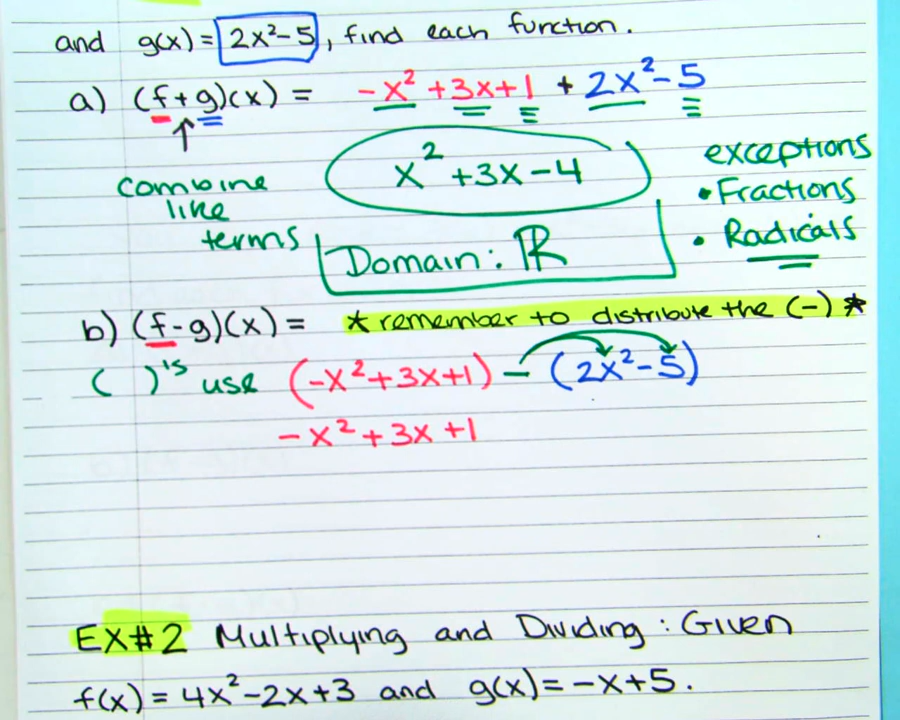 and g(x) = 2x²-5, find each function.
a) (f+g)(x) = -x² +3x+1 + 2x²-5
x² +3x-4
combine
like
terms
exceptions
• Fractions
• Radicals
Domain: ℝ
b) (f-g)(x) = * remember to distribute the (-) *
( )'s use (-x²+3x+1) - (2x²-5)
-x²+3x+1
EX#2 Multiplying and Dividing: Given
f(x) = 4x²-2x+3 and g(x) = -x+5.